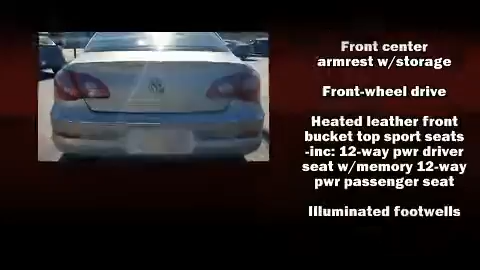 Front center
armrest w/storage
Front-wheel drive
Heated leather front
bucket top sport seats
-inc: 12-way pwr driver
seat w/memory 12-way
pwr passenger seat
Illuminated footwells